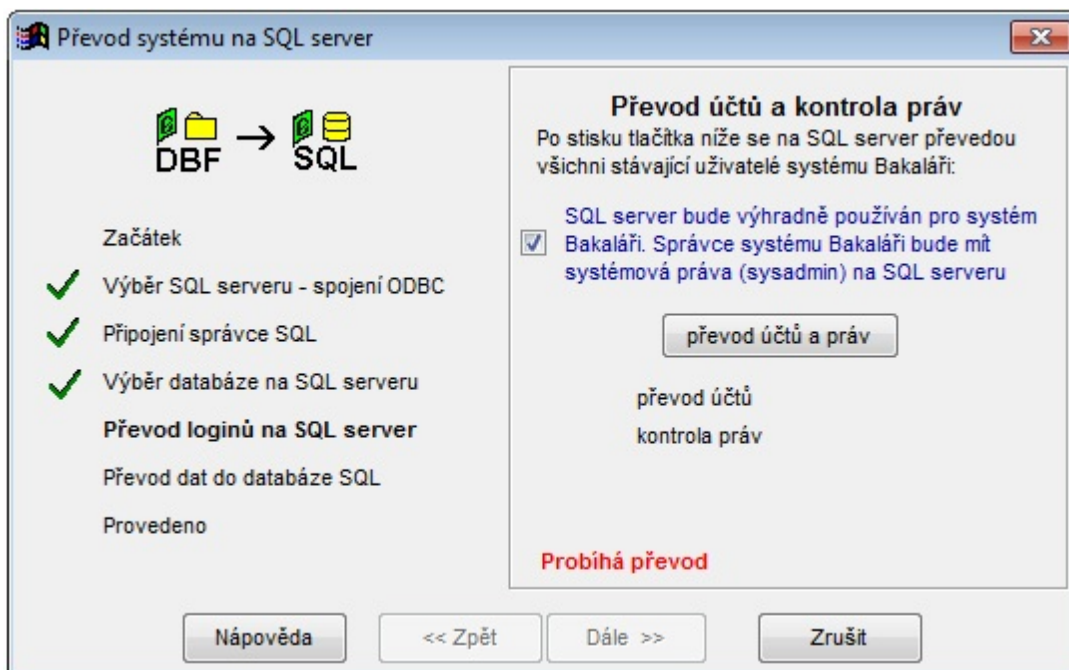 Převod systému na SQL server
DBF → SQL
Začátek
Výběr SQL serveru - spojení ODBC
Připojení správce SQL
Výběr databáze na SQL serveru
Převod loginů na SQL server
Převod dat do databáze SQL
Provedeno
Převod účtů a kontrola práv
Po stisku tlačítka níže se na SQL server převedou
všichni stávající uživatelé systému Bakaláři:
SQL server bude výhradně používán pro systém
Bakaláři. Správce systému Bakaláři bude mít
systémová práva (sysadmin) na SQL serveru
převod účtů a práv
převod účtů
kontrola práv
Probíhá převod
Nápověda
<< Zpět
Dále >>
Zrušit